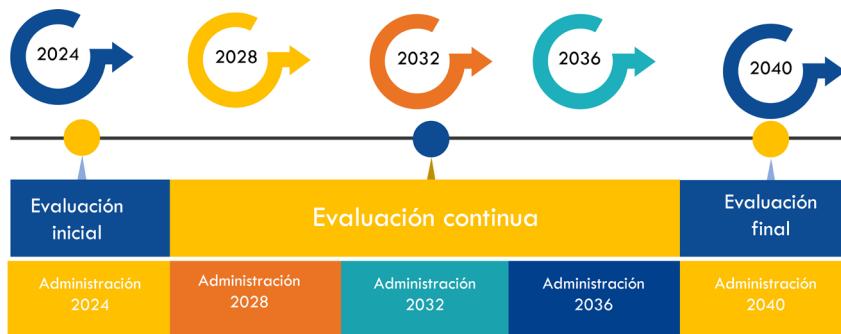 2024
2028
2032
2036
2040
Evaluación
inicial
Evaluación continua
Evaluación
final
Administración
2024
Administración
2028
Administración
2032
Administración
2036
Administración
2040